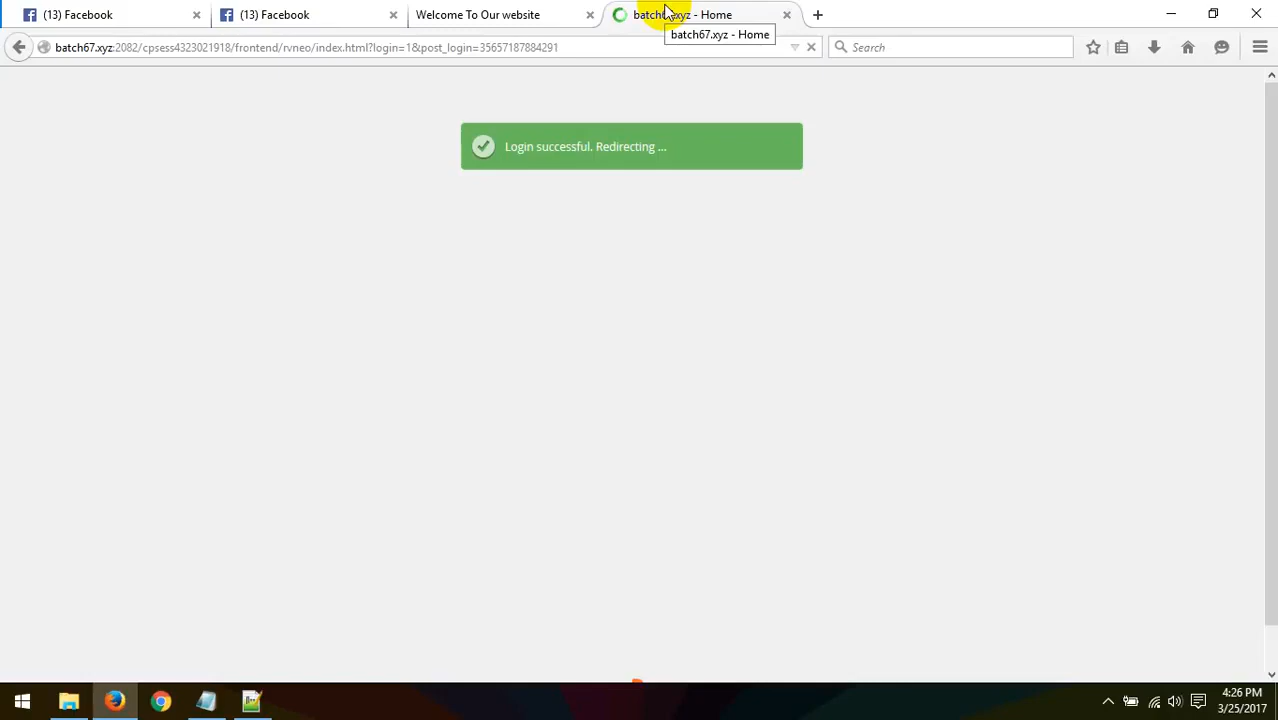 (13) Facebook
(13) Facebook
Welcome To Our website
batch67.xyz - Home
batch67.xyz - Home
batch67.xyz:2082/cpsess4323021918/frontend/rvneo/index.html?login=1&post_login=35657187884291
Search
Login successful. Redirecting ...
4:26 PM
3/25/2017